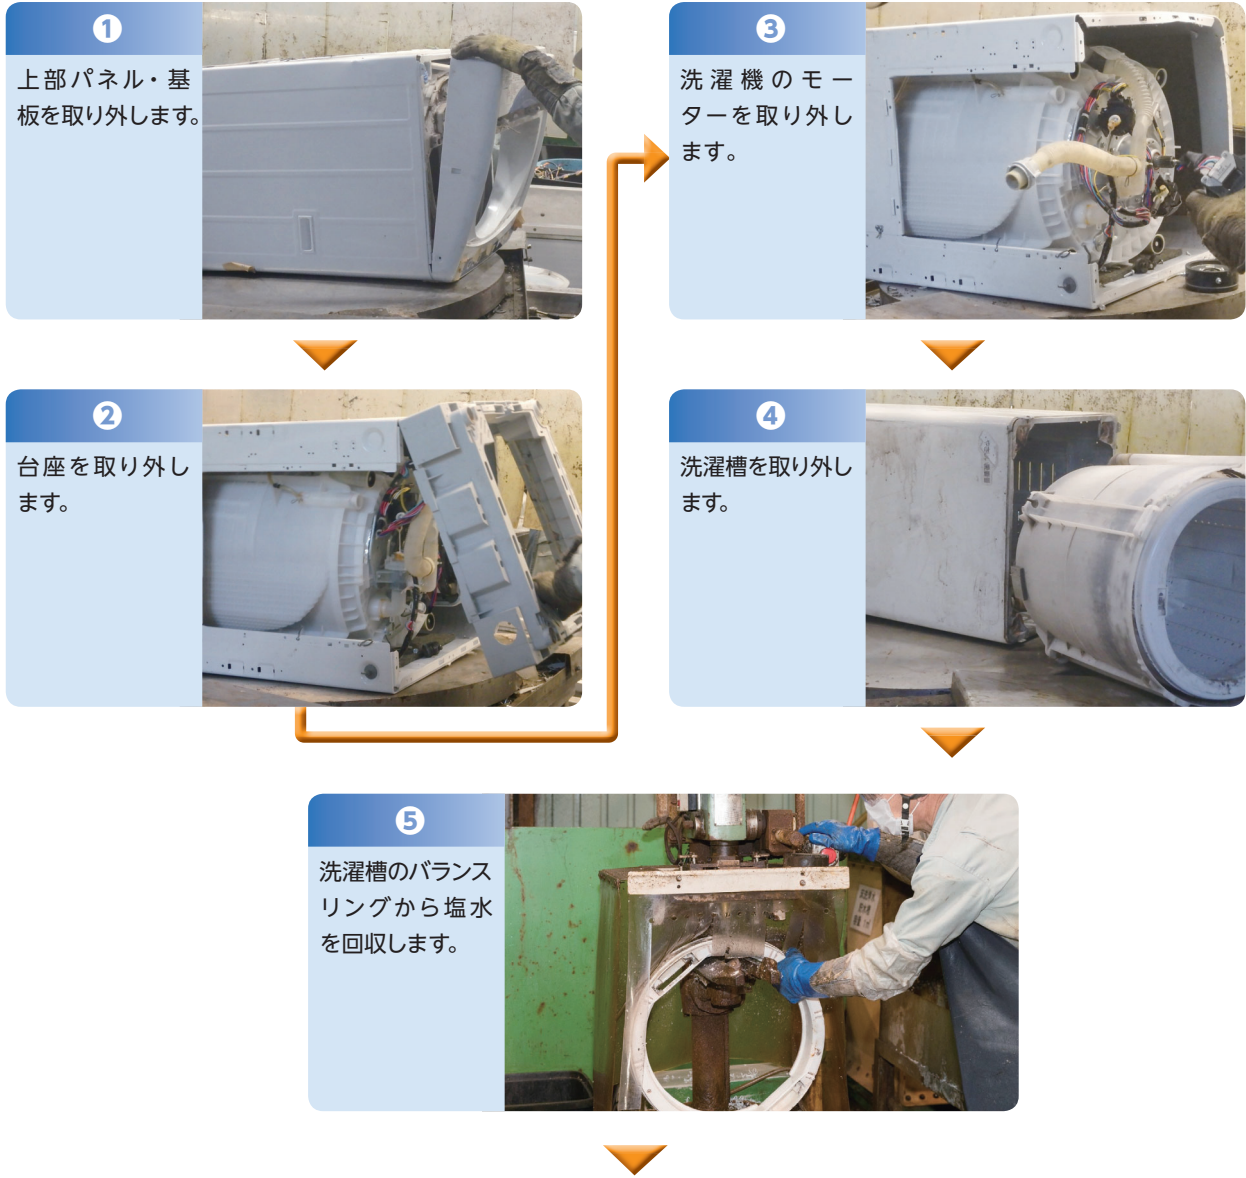 1
上部パネル・基
板を取り外します。
2
台座を取り外し
ます。
3
洗濯機のモー
ターを取り外し
ます。
4
洗濯槽を取り外し
ます。
5
洗濯槽のバランス
リングから塩水
を回収します。